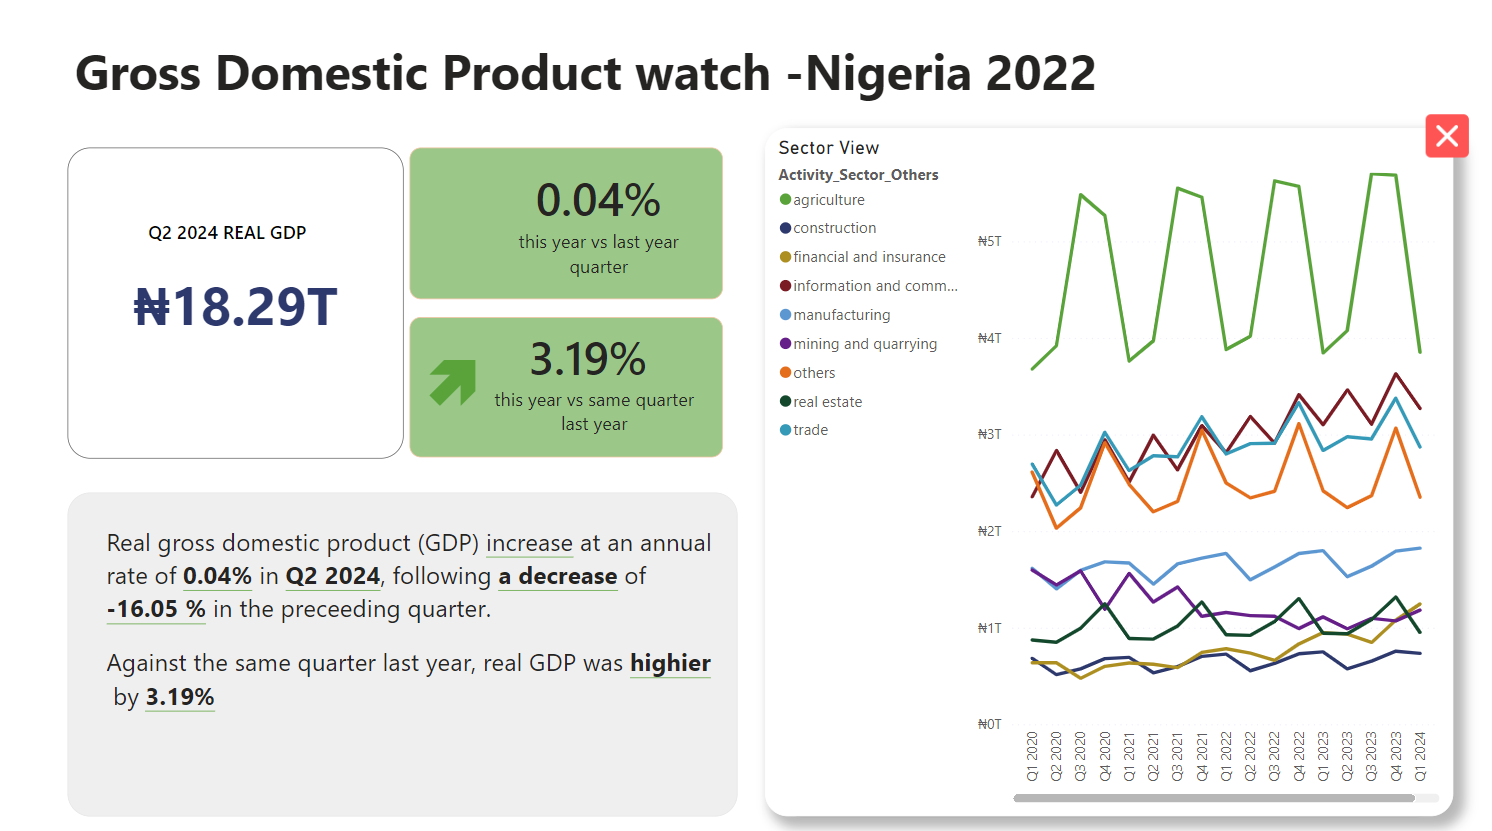 Gross Domestic Product watch -Nigeria 2022
Q2 2024 REAL GDP
₦18.29T
0.04%
this year vs last year
quarter
3.19%
this year vs same quarter
last year
Real gross domestic product (GDP) increase at an annual
rate of 0.04% in Q2 2024, following a decrease of
-16.05 % in the preceeding quarter.
Against the same quarter last year, real GDP was highier
by 3.19%
Sector View
Activity_Sector_Others
agriculture
construction
financial and insurance
information and comm...
manufacturing
mining and quarrying
others
real estate
trade
₦5T
₦4T
₦3T
₦2T
₦1T
₦0T
Q1 2020
Q2 2020
Q3 2020
Q4 2020
Q1 2021
Q2 2021
Q3 2021
Q4 2021
Q1 2022
Q2 2022
Q3 2022
Q4 2022
Q1 2023
Q2 2023
Q3 2023
Q4 2023
Q1 2024